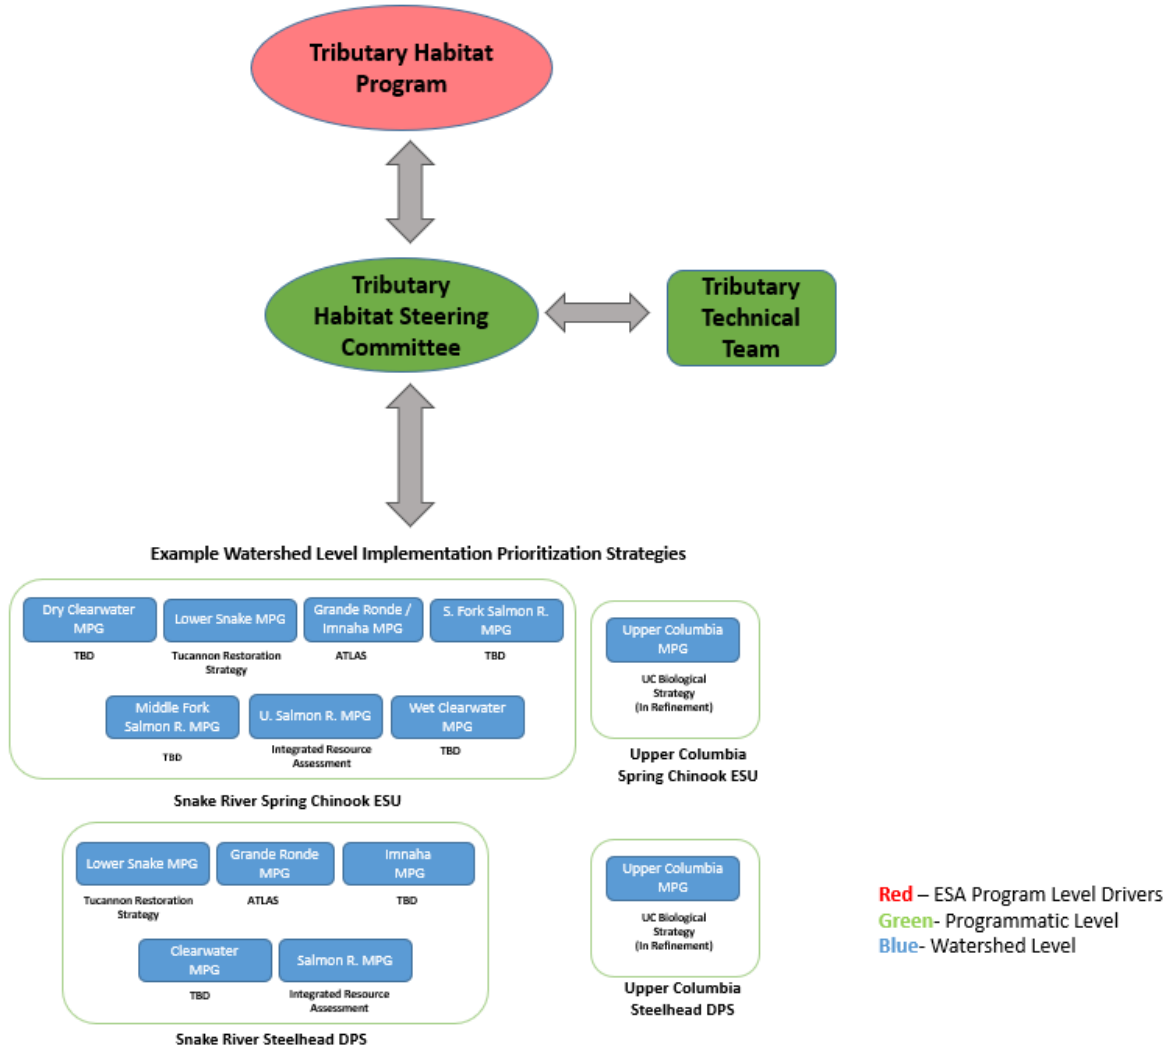 Tributary Habitat
Program
Tributary
Habitat Steering
Committee
Tributary
Technical
Team
Example Watershed Level Implementation Prioritization Strategies
Dry Clearwater
MPG
TBD
Lower Snake MPG
Tucannon Restoration
Strategy
Grande Ronde /
Imnaha MPG
ATLAS
S. Fork Salmon R.
MPG
TBD
Middle Fork
Salmon R. MPG
TBD
U. Salmon R. MPG
Integrated Resource
Assessment
Wet Clearwater
MPG
TBD
Snake River Spring Chinook ESU
Upper Columbia
MPG
UC Biological
Strategy
(In Refinement)
Upper Columbia
Spring Chinook ESU
Lower Snake MPG
Tucannon Restoration
Strategy
Grande Ronde
MPG
ATLAS
Imnaha
MPG
TBD
Clearwater
MPG
TBD
Salmon R. MPG
Integrated Resource
Assessment
Snake River Steelhead DPS
Upper Columbia
MPG
UC Biological
Strategy
(In Refinement)
Upper Columbia
Steelhead DPS
Red – ESA Program Level Drivers
Green- Programmatic Level
Blue- Watershed Level